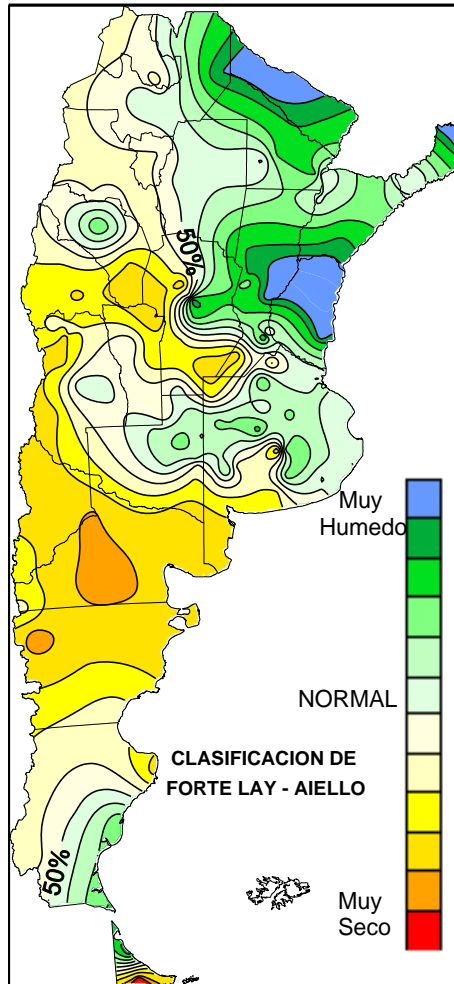 50%
Muy
Humedo
NORMAL
CLASIFICACION DE
FORTE LAY - AIELLO
50%
Muy
Seco